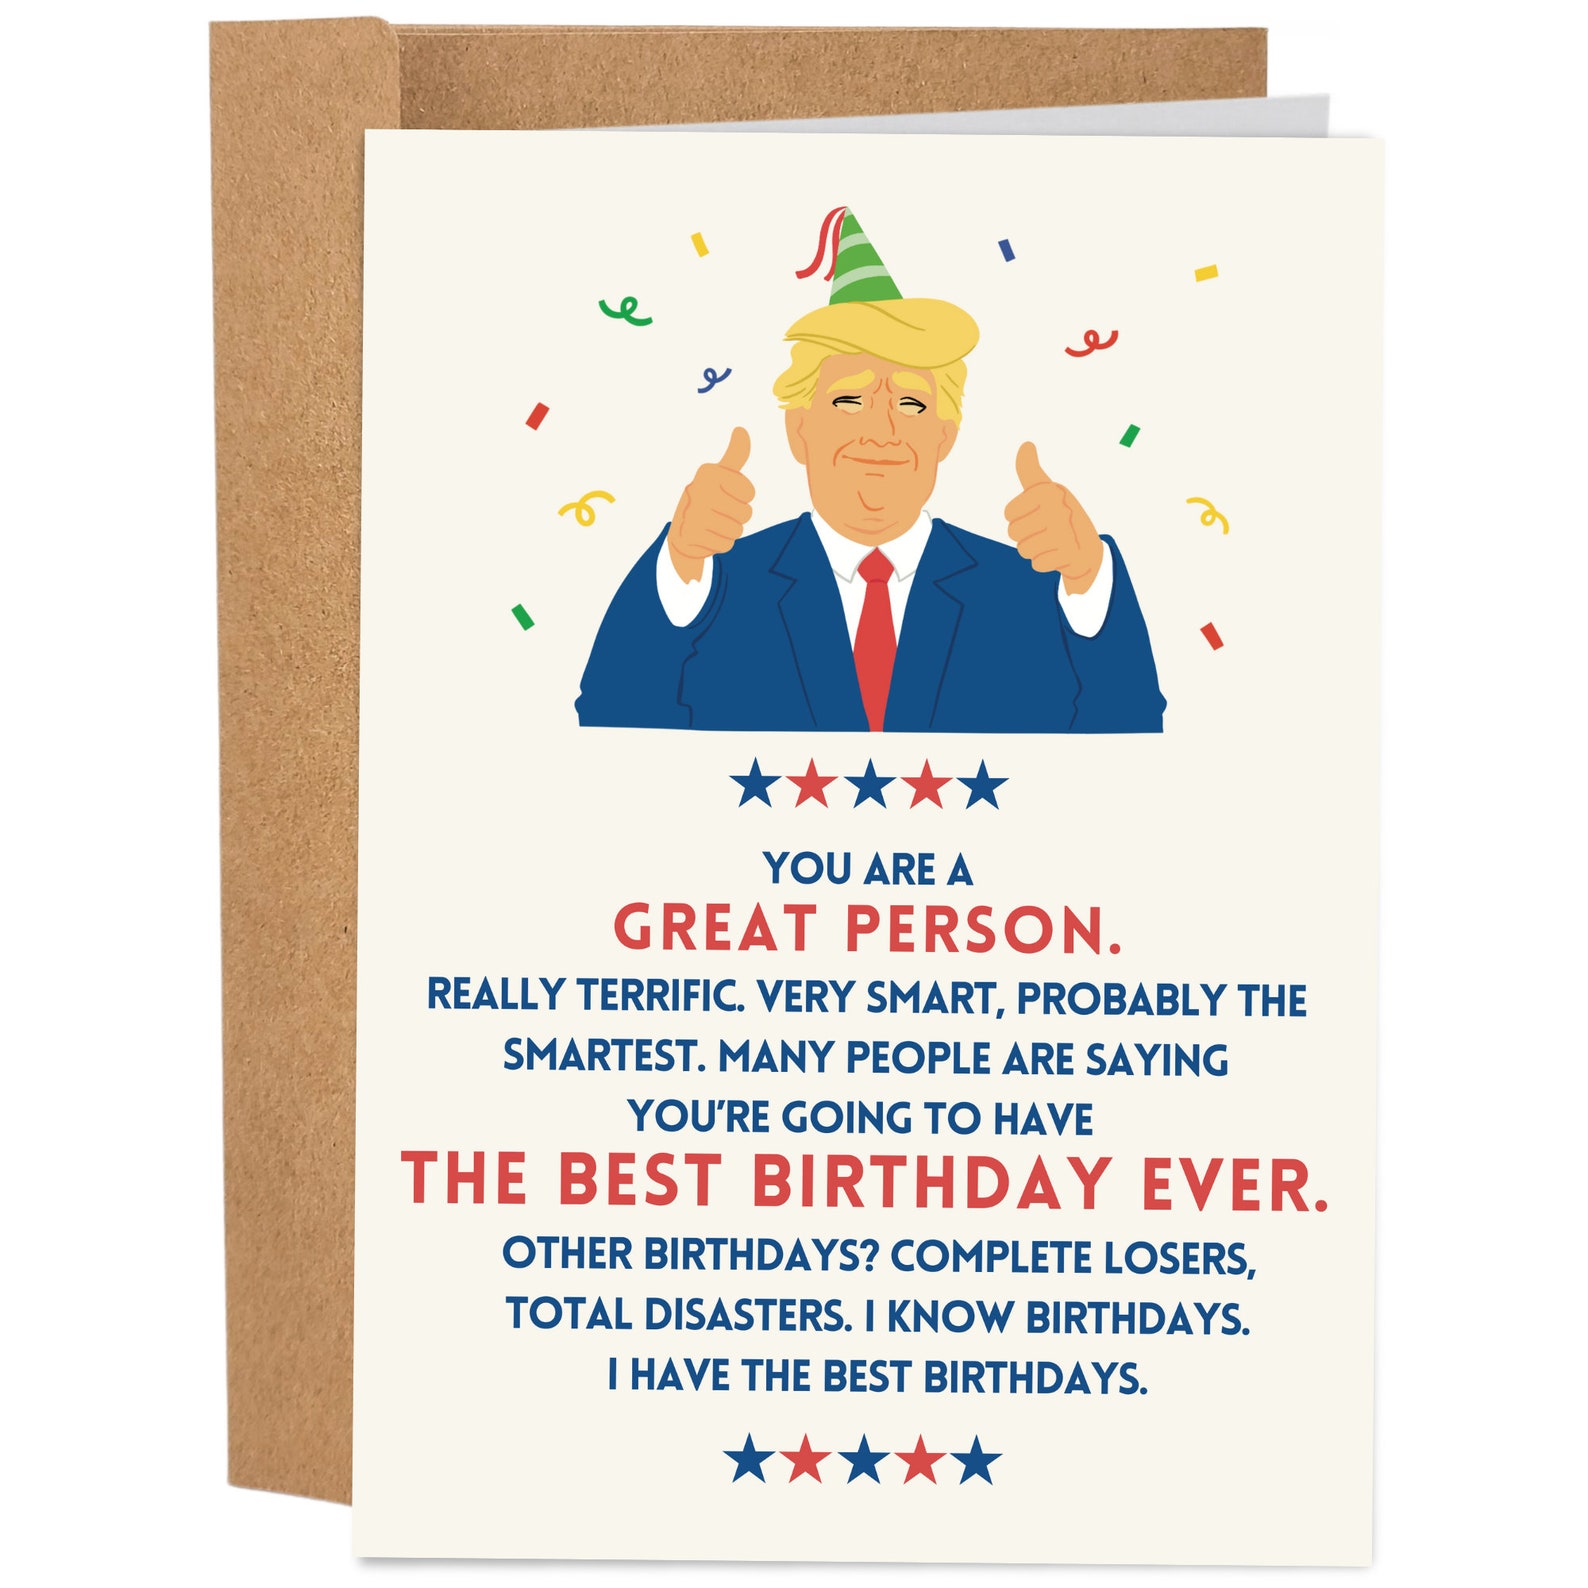 YOU ARE A
GREAT PERSON.
REALLY TERRIFIC. VERY SMART, PROBABLY THE
SMARTEST. MANY PEOPLE ARE SAYING
YOU'RE GOING TO HAVE
THE BEST BIRTHDAY EVER.
OTHER BIRTHDAYS? COMPLETE LOSERS,
TOTAL DISASTERS. I KNOW BIRTHDAYS.
I HAVE THE BEST BIRTHDAYS.